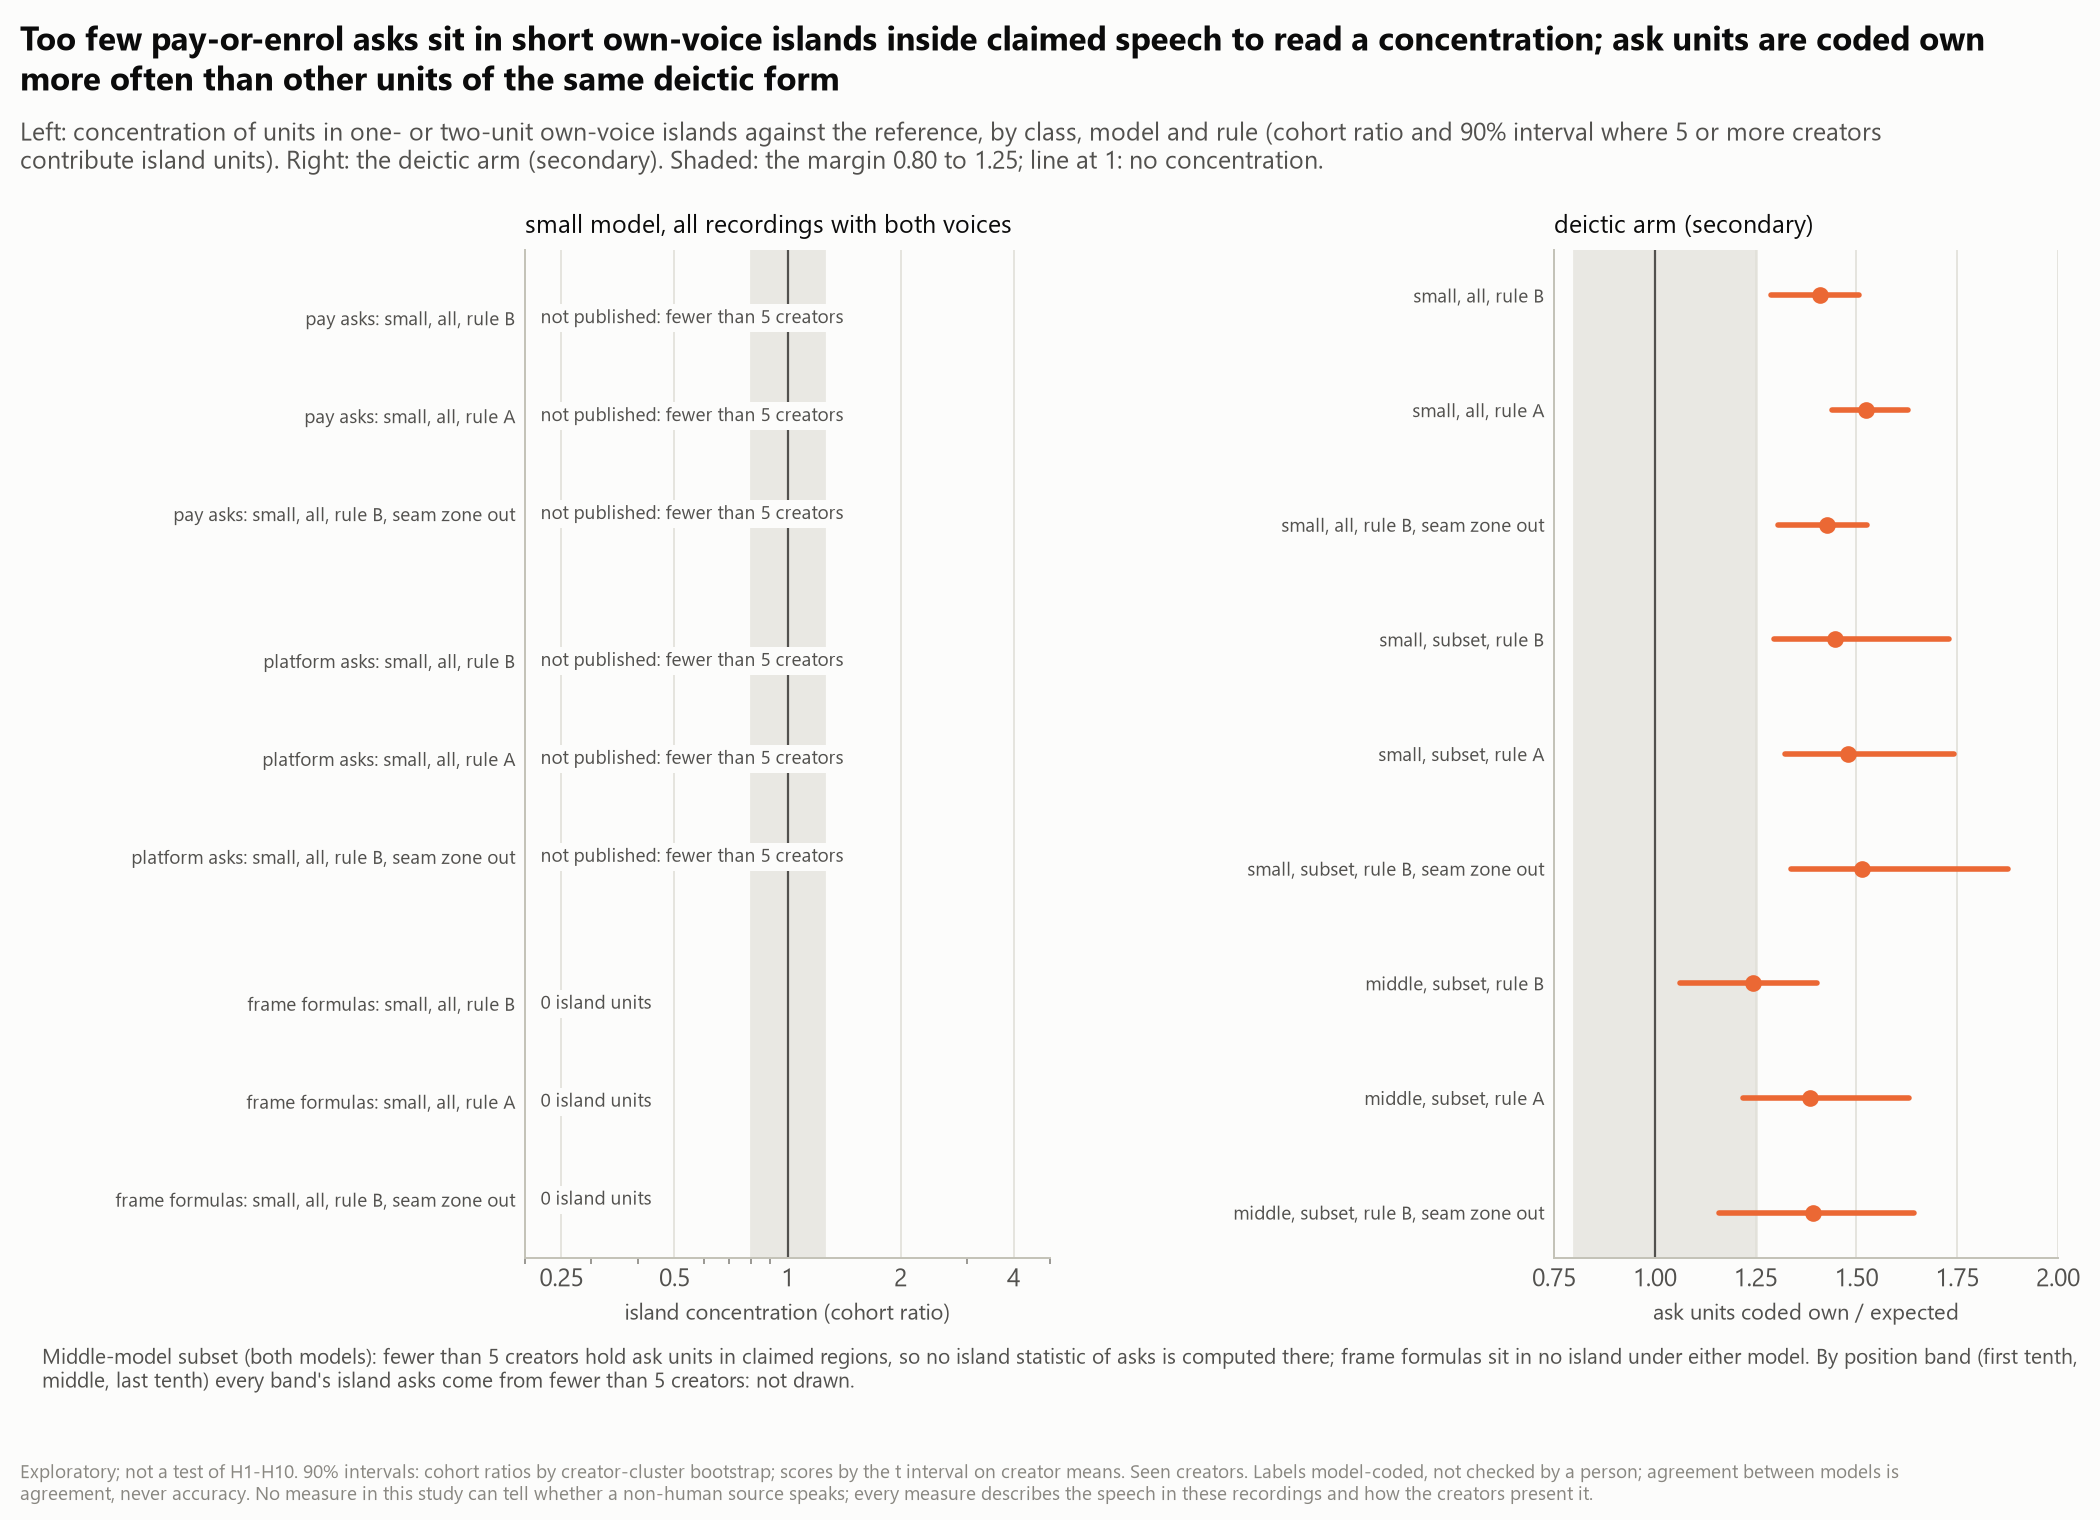 Too few pay-or-enrol asks sit in short own-voice islands inside claimed speech to read a concentration; ask units are coded own
more often than other units of the same deictic form
Left: concentration of units in one- or two-unit own-voice islands against the reference, by class, model and rule (cohort ratio and 90% interval where 5 or more creators
contribute island units). Right: the deictic arm (secondary). Shaded: the margin 0.80 to 1.25; line at 1: no concentration.
small model, all recordings with both voices
pay asks: small, all, rule B
not published: fewer than 5 creators
pay asks: small, all, rule A
not published: fewer than 5 creators
pay asks: small, all, rule B, seam zone out
not published: fewer than 5 creators
platform asks: small, all, rule B
not published: fewer than 5 creators
platform asks: small, all, rule A
not published: fewer than 5 creators
platform asks: small, all, rule B, seam zone out
not published: fewer than 5 creators
frame formulas: small, all, rule B
0 island units
frame formulas: small, all, rule A
0 island units
frame formulas: small, all, rule B, seam zone out
0 island units
0.25 0.5 1 2 4
island concentration (cohort ratio)
deictic arm (secondary)
small, all, rule B
small, all, rule A
small, all, rule B, seam zone out
small, subset, rule B
small, subset, rule A
small, subset, rule B, seam zone out
middle, subset, rule B
middle, subset, rule A
middle, subset, rule B, seam zone out
0.75 1.00 1.25 1.50 1.75 2.00
ask units coded own / expected
Middle-model subset (both models): fewer than 5 creators hold ask units in claimed regions, so no island statistic of asks is computed there; frame formulas sit in no island under either model. By position band (first tenth,
middle, last tenth) every band's island asks come from fewer than 5 creators: not drawn.
Exploratory; not a test of H1-H10. 90% intervals: cohort ratios by creator-cluster bootstrap; scores by the t interval on creator means. Seen creators. Labels model-coded, not checked by a person; agreement between models is
agreement, never accuracy. No measure in this study can tell whether a non-human source speaks; every measure describes the speech in these recordings and how the creators present it.